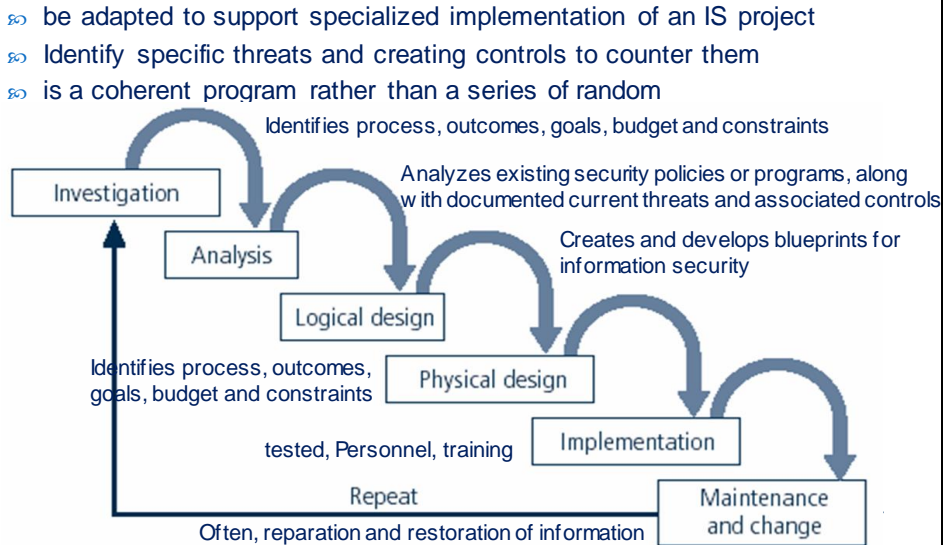 be adapted to support specialized implementation of an IS project
Identify specific threats and creating controls to counter them
is a coherent program rather than a series of random
Identifies process, outcomes, goals, budget and constraints
Investigation
Analyzes existing security policies or programs, along
with documented current threats and associated controls
Analysis
Creates and develops blueprints for
information security
Logical design
Identifies process, outcomes,
goals, budget and constraints
Physical design
tested, Personnel, training
Implementation
Repeat
Maintenance
and change
Often, reparation and restoration of information